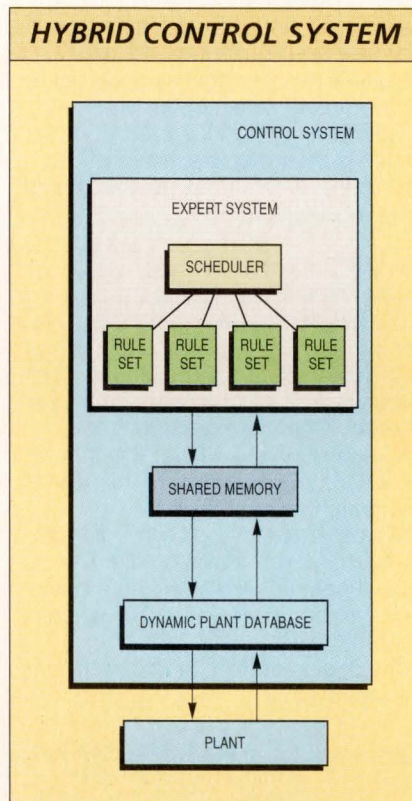 HYBRID CONTROL SYSTEM
CONTROL SYSTEM
EXPERT SYSTEM
SCHEDULER
RULE SET
RULE SET
RULE SET
RULE SET
SHARED MEMORY
DYNAMIC PLANT DATABASE
PLANT